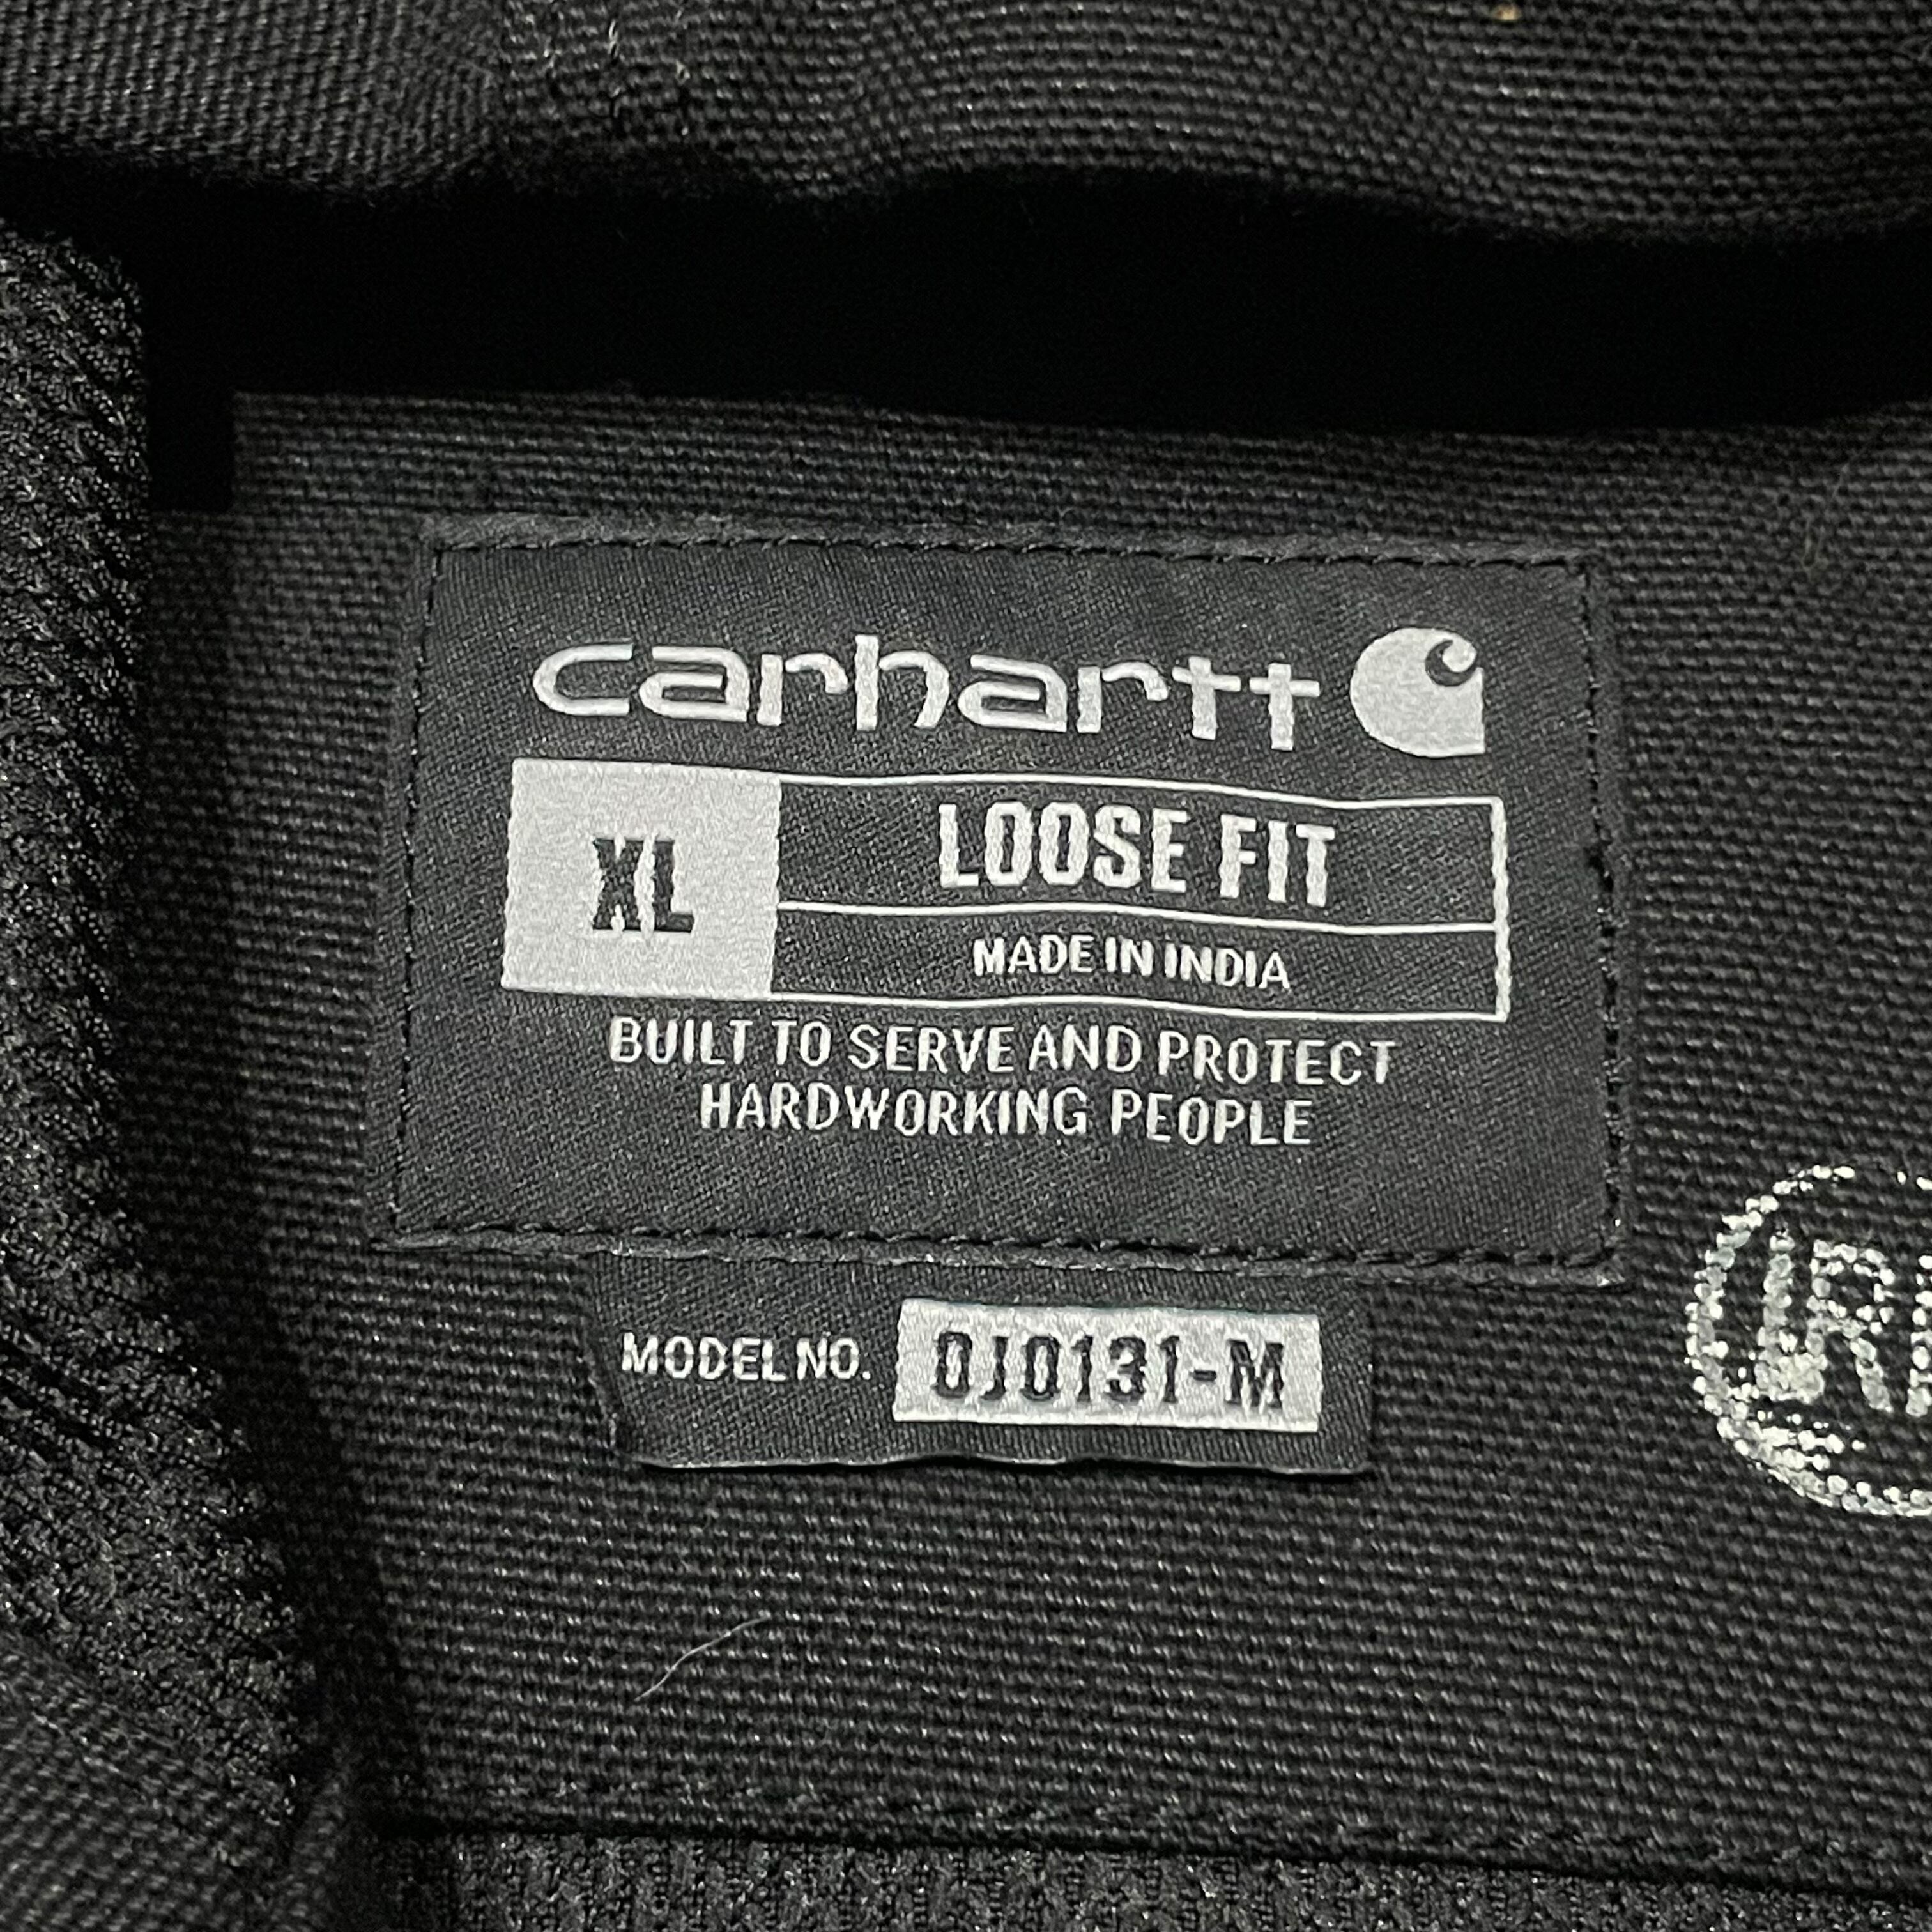 carhartt
XL
LOOSE FIT
MADE IN INDIA
BUILT TO SERVE AND PROTECT
HARDWORKING PEOPLE
MODEL NO. OJ0131-M